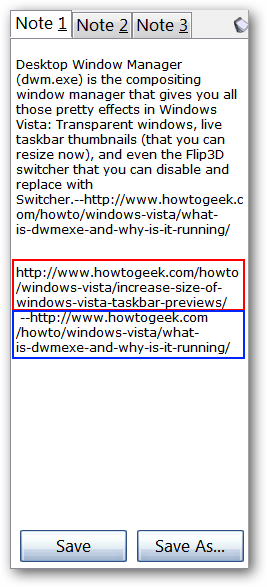 Note 1 Note 2 Note 3
Desktop Window Manager
(dwm.exe) is the compositing
window manager that gives you all
those pretty effects in Windows
Vista: Transparent windows, live
taskbar thumbnails (that you can
resize now), and even the Flip3D
switcher that you can disable and
replace with
Switcher.--http://www.howtogeek.c
om/howto/windows-vista/what-
is-dwmexe-and-why-is-it-running/
http://www.howtogeek.com/howto
/windows-vista/increase-size-of-
windows-vista-taskbar-previews/
--http://www.howtogeek.com
/howto/windows-vista/what-
is-dwmexe-and-why-is-it-running/
Save Save As...